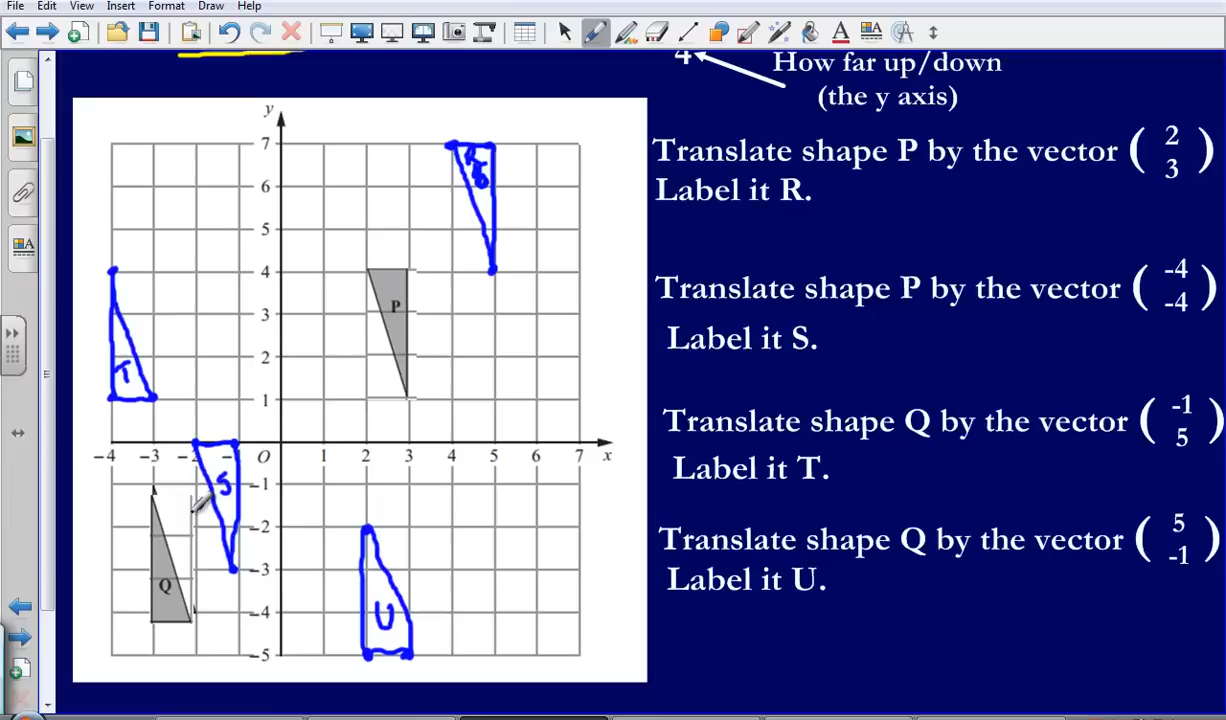 File Edit View Insert Format Draw Help
4
How far up/down
(the y axis)
Translate shape P by the vector ( 2 3 )
Label it R.
Translate shape P by the vector ( -4 -4 )
Label it S.
Translate shape Q by the vector ( -1 5 )
Label it T.
Translate shape Q by the vector ( 5 -1 )
Label it U.
y
7
6
5
4
3
2
1
-4 -3 -2 O 1 2 3 4 5 6 7 x
-1
-2
-3
-4
-5
P
T
S
Q
U